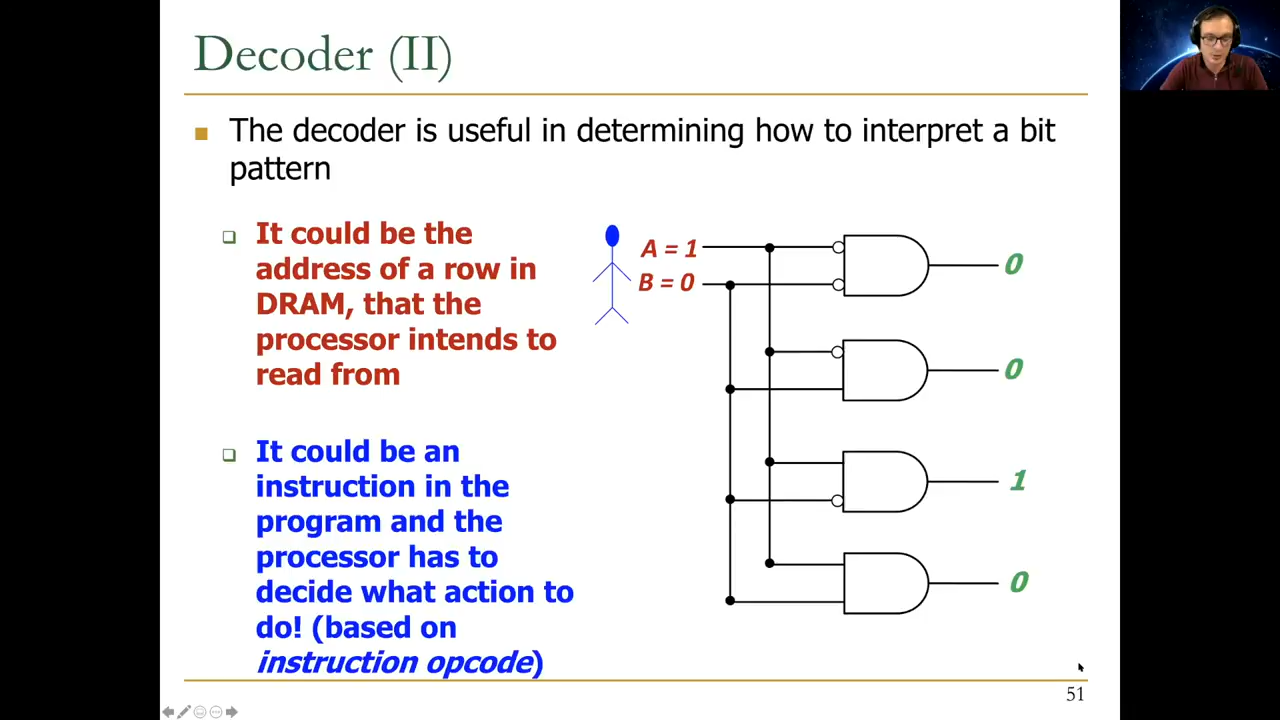 Decoder (II)
The decoder is useful in determining how to interpret a bit
pattern
It could be the
address of a row in
DRAM, that the
processor intends to
read from
It could be an
instruction in the
program and the
processor has to
decide what action to
do! (based on
instruction opcode)
A = 1
B = 0
0
0
1
0
51